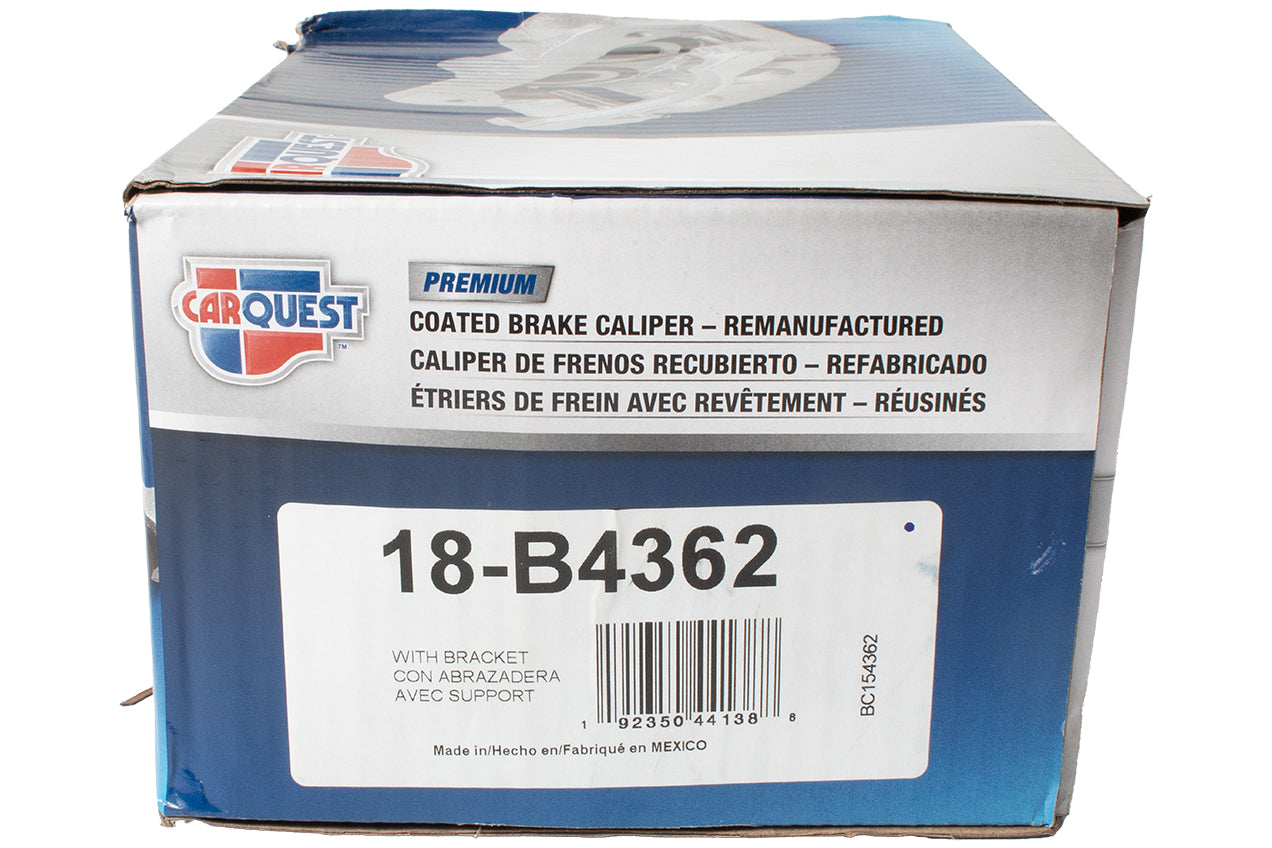 CARQUEST
CARQUEST™
PREMIUM
COATED BRAKE CALIPER – REMANUFACTURED
CALIPER DE FRENOS RECUBIERTO – REFABRICADO
ÉTRIERS DE FREIN AVEC REVÊTEMENT – RÉUSINÉS
18-B4362
WITH BRACKET
CON ABRAZADERA
AVEC SUPPORT
1 92350 44138 8
BC154362
Made in/Hecho en/Fabriqué en MEXICO